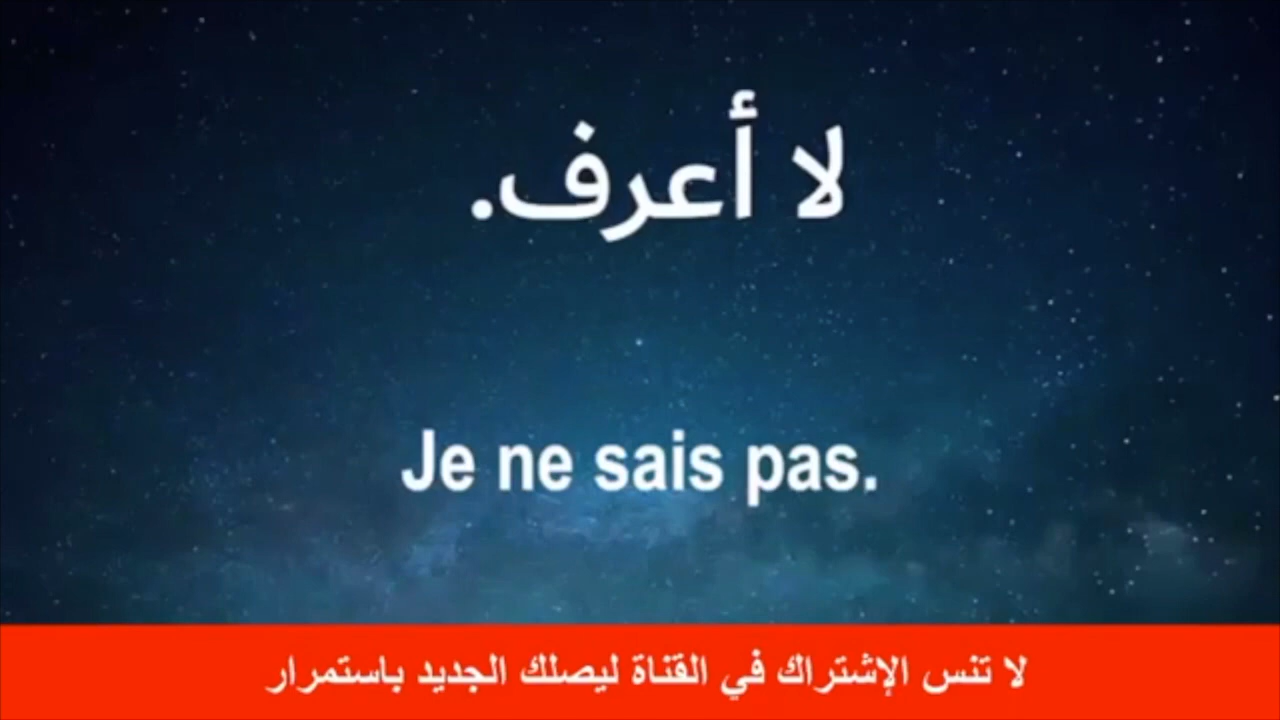 لا أعرف.
Je ne sais pas.
لا تنس الإشتراك في القناة ليصلك الجديد باستمرار